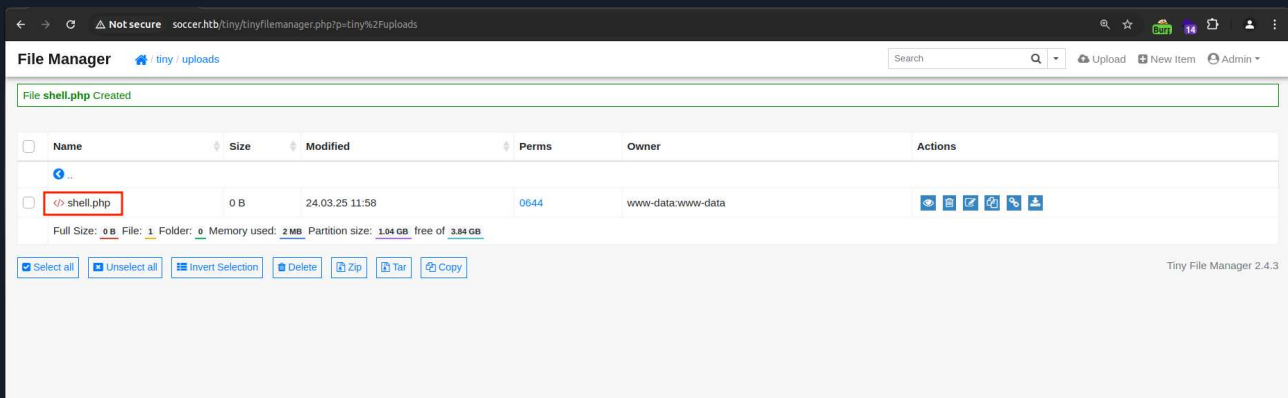 Not secure soccer.htb/tiny/tinyfilemanager.php?p=tiny%2Fuploads
Burp 14
File Manager / tiny / uploads Search Upload New Item Admin
File shell.php Created
Name Size Modified Perms Owner Actions
..
</> shell.php 0 B 24.03.25 11:58 0644 www-data:www-data
Full Size: 0 B File: 1 Folder: 0 Memory used: 2 MB Partition size: 1.04 GB free of 3.84 GB
Select all Unselect all Invert Selection Delete Zip Tar Copy Tiny File Manager 2.4.3